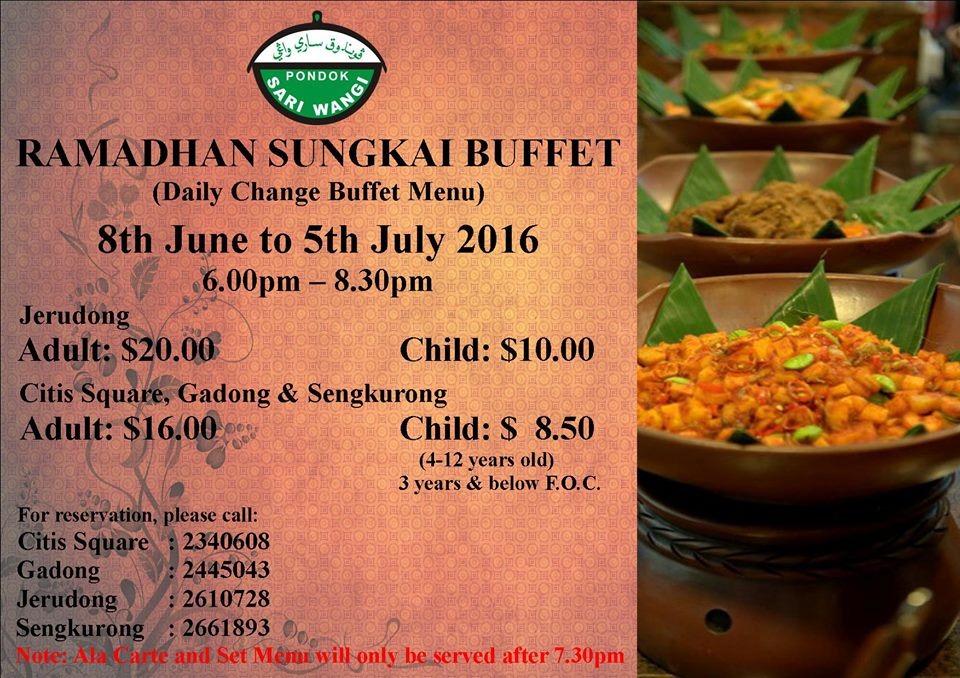 ڤوندوق ساري واڠي
PONDOK
SARI WANGI
RAMADHAN SUNGKAI BUFFET
(Daily Change Buffet Menu)
8th June to 5th July 2016
6.00pm – 8.30pm
Jerudong
Adult: $20.00 Child: $10.00
Citis Square, Gadong & Sengkurong
Adult: $16.00 Child: $ 8.50
(4-12 years old)
3 years & below F.O.C.
For reservation, please call:
Citis Square : 2340608
Gadong : 2445043
Jerudong : 2610728
Sengkurong : 2661893
Note: Ala Carte and Set Menu will only be served after 7.30pm